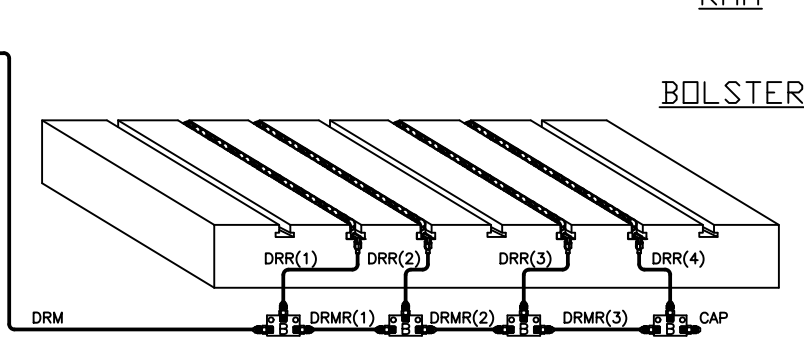 BOLSTER
DRR(1) DRR(2) DRR(3) DRR(4)
DRM DRMR(1) DRMR(2) DRMR(3) CAP